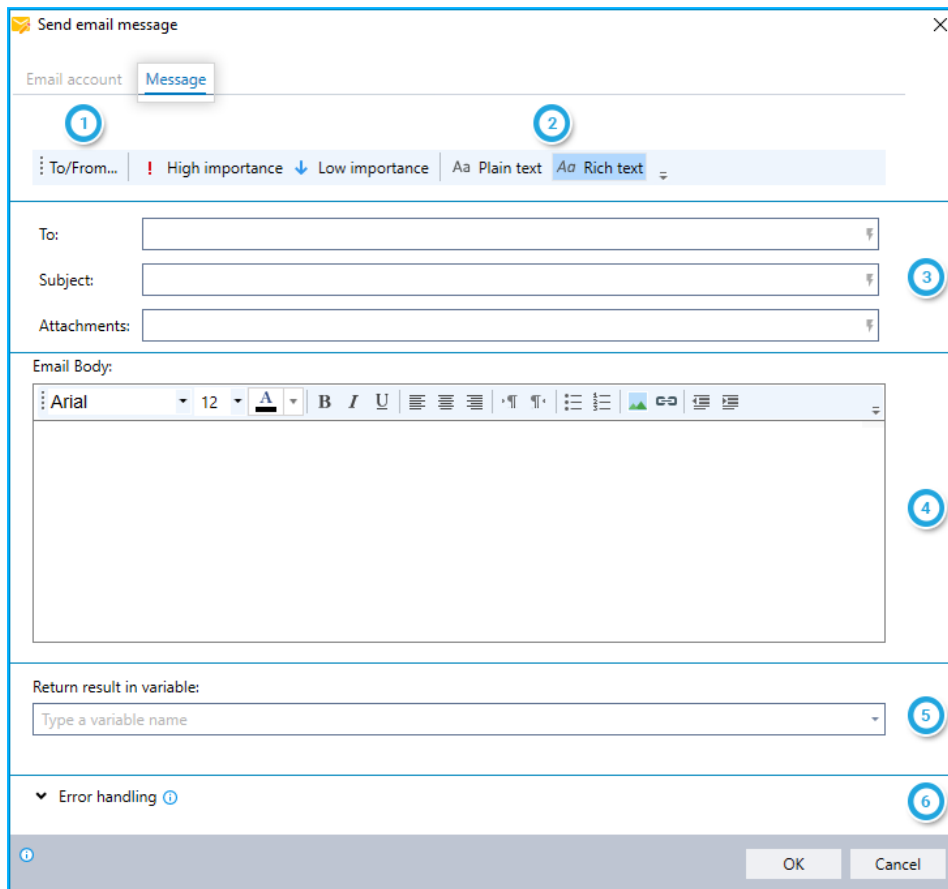 Send email message
Email account Message
1 2
To/From... High importance Low importance Aa Plain text Aa Rich text
To:
Subject:
3
Attachments:
Email Body:
Arial 12 A B I U
4
Return result in variable:
Type a variable name
5
Error handling
6
OK Cancel